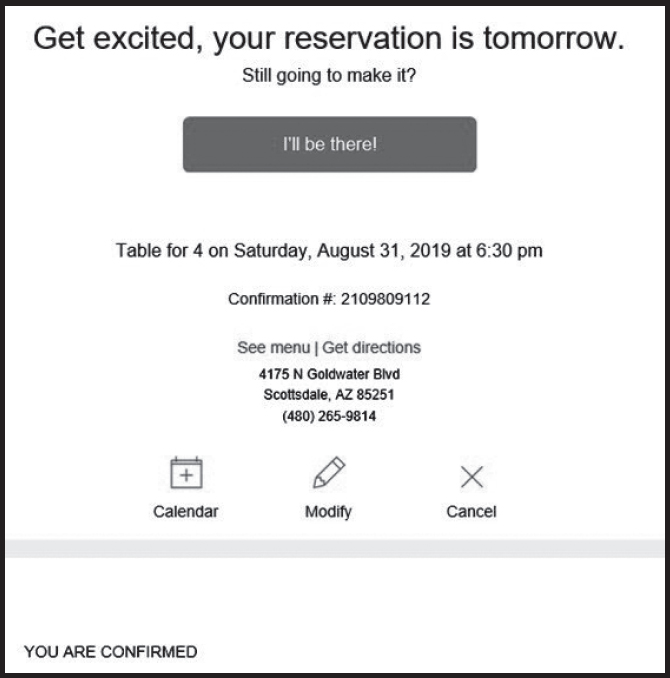 Get excited, your reservation is tomorrow.
Still going to make it?
I'll be there!
Table for 4 on Saturday, August 31, 2019 at 6:30 pm
Confirmation #: 2109809112
See menu | Get directions
4175 N Goldwater Blvd
Scottsdale, AZ 85251
(480) 265-9814
Calendar Modify Cancel
YOU ARE CONFIRMED